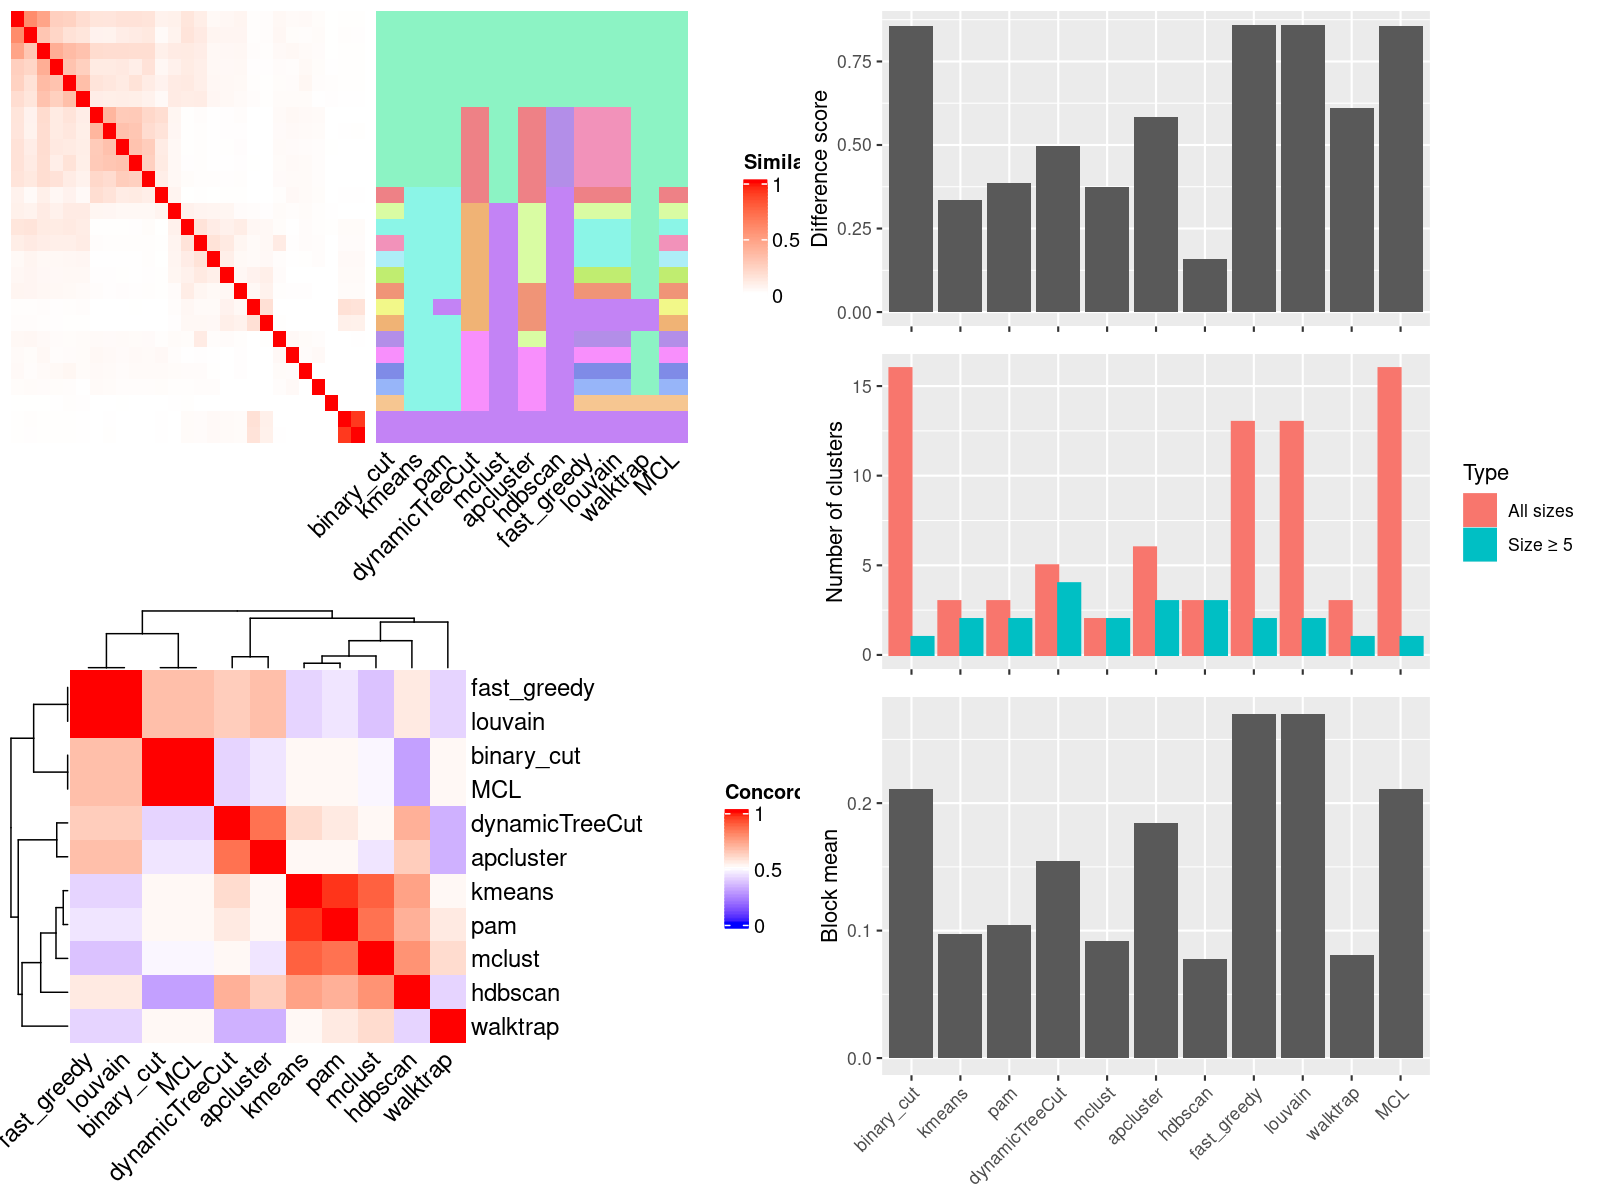 Simila
1
0.5
0
binary_cut
kmeans
pam
dynamicTreeCut
mclust
apcluster
hdbscan
fast_greedy
louvain
walktrap
MCL
fast_greedy
louvain
binary_cut
MCL
dynamicTreeCut
apcluster
kmeans
pam
mclust
hdbscan
walktrap
fast_greedy
louvain
binary_cut
MCL
dynamicTreeCut
apcluster
kmeans
pam
mclust
hdbscan
walktrap
Concord
1
0.5
0
Difference score
0.75
0.50
0.25
0.00
Number of clusters
15
10
5
0
Type
All sizes
Size ≥ 5
Block mean
0.2
0.1
0.0
binary_cut
kmeans
pam
dynamicTreeCut
mclust
apcluster
hdbscan
fast_greedy
louvain
walktrap
MCL